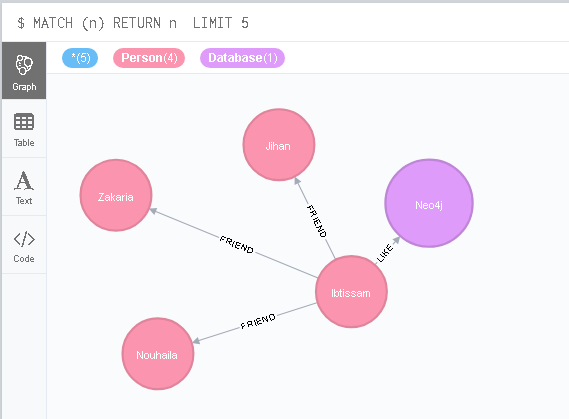 $ MATCH (n) RETURN n LIMIT 5
*(5) Person(4) Database(1)
Graph
Table
Text
Code
Jihan
Zakaria
Neo4j
FRIEND
FRIEND
LIKE
Ibtissam
FRIEND
Nouhaila